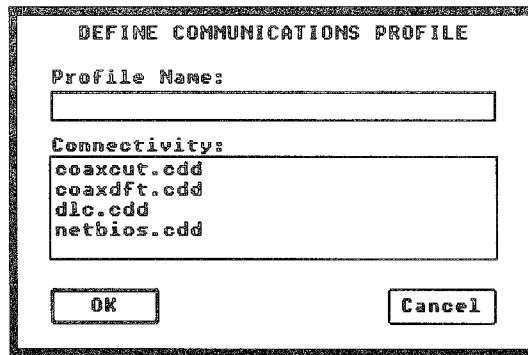 DEFINE COMMUNICATIONS PROFILE
Profile Name:
Connectivity:
coaxcut.cdd
coaxdft.cdd
dlc.cdd
netbios.cdd
OK
Cancel